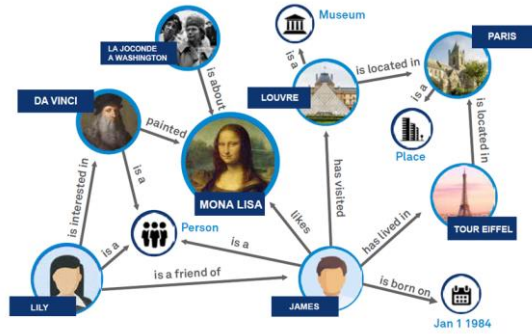 Museum
LA JOCONDE
A WASHINGTON
is a
PARIS
is about
is located in
DA VINCI
LOUVRE
is a
painted
is located in
Place
is interested in
is a
MONA LISA
has visited
Person
likes
has lived in
TOUR EIFFEL
is a
is a
is a friend of
is born on
LILY
JAMES
Jan 1 1984